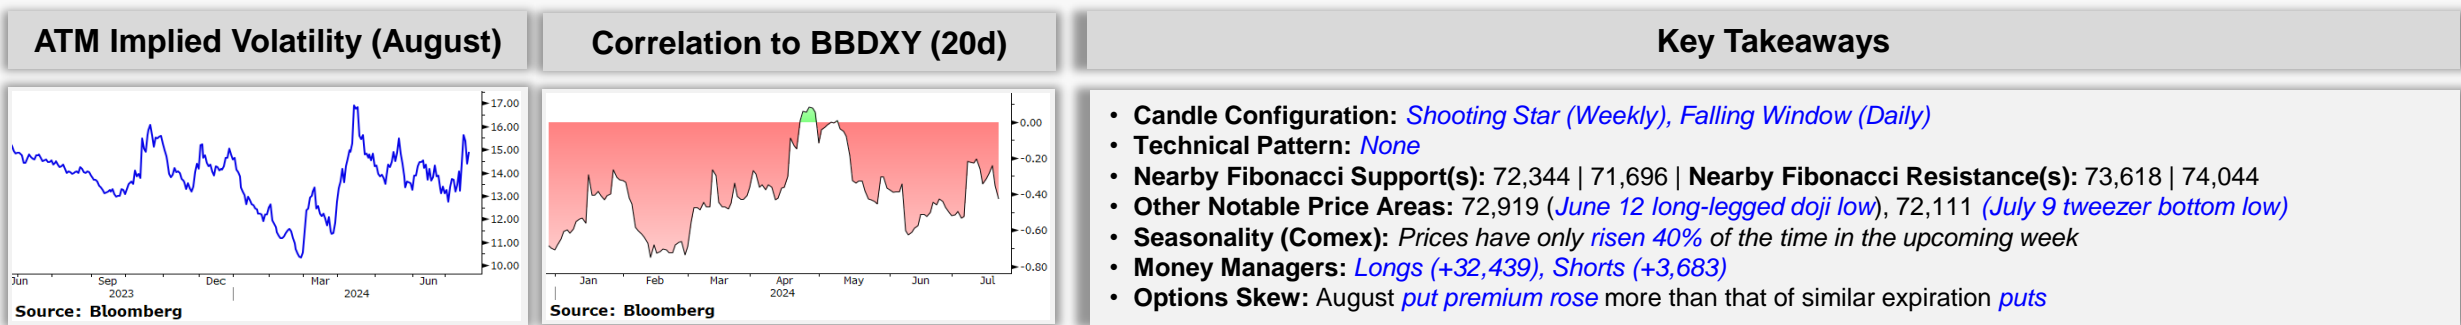 ATM Implied Volatility (August)
Correlation to BBDXY (20d)
Key Takeaways
17.00
16.00
15.00
14.00
13.00
12.00
11.00
10.00
Jun Sep Dec Mar Jun
2023 2024
Source: Bloomberg
0.00
-0.20
-0.40
-0.60
-0.80
Jan Feb Mar Apr May Jun Jul
2024
Source: Bloomberg
• Candle Configuration: Shooting Star (Weekly), Falling Window (Daily)
• Technical Pattern: None
• Nearby Fibonacci Support(s): 72,344 | 71,696 | Nearby Fibonacci Resistance(s): 73,618 | 74,044
• Other Notable Price Areas: 72,919 (June 12 long-legged doji low), 72,111 (July 9 tweezer bottom low)
• Seasonality (Comex): Prices have only risen 40% of the time in the upcoming week
• Money Managers: Longs (+32,439), Shorts (+3,683)
• Options Skew: August put premium rose more than that of similar expiration puts